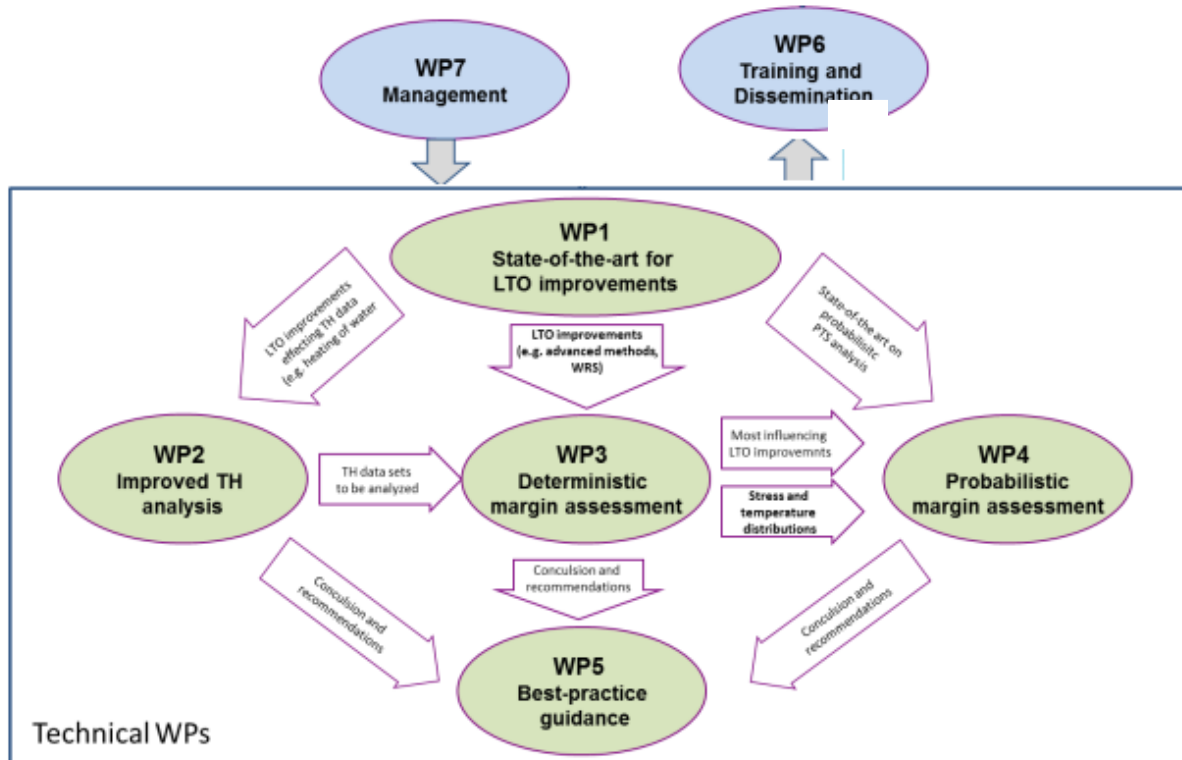 WP7
Management
WP6
Training and
Dissemination
WP1
State-of-the-art for
LTO improvements
LTO improvements
effecting TH data
(e.g. heating of water
LTO improvements
(e.g. advanced methods,
WRS)
State-of-the art on
probabilisitc
PTS analysis
WP2
Improved TH
analysis
TH data sets
to be analyzed
WP3
Deterministic
margin assessment
Most influencing
LTO improvemnts
Stress and
temperature
distributions
WP4
Probabilistic
margin assessment
Conculsion and
recommendations
Conculsion and
recommendations
Conculsion and
recommendations
WP5
Best-practice
guidance
Technical WPs